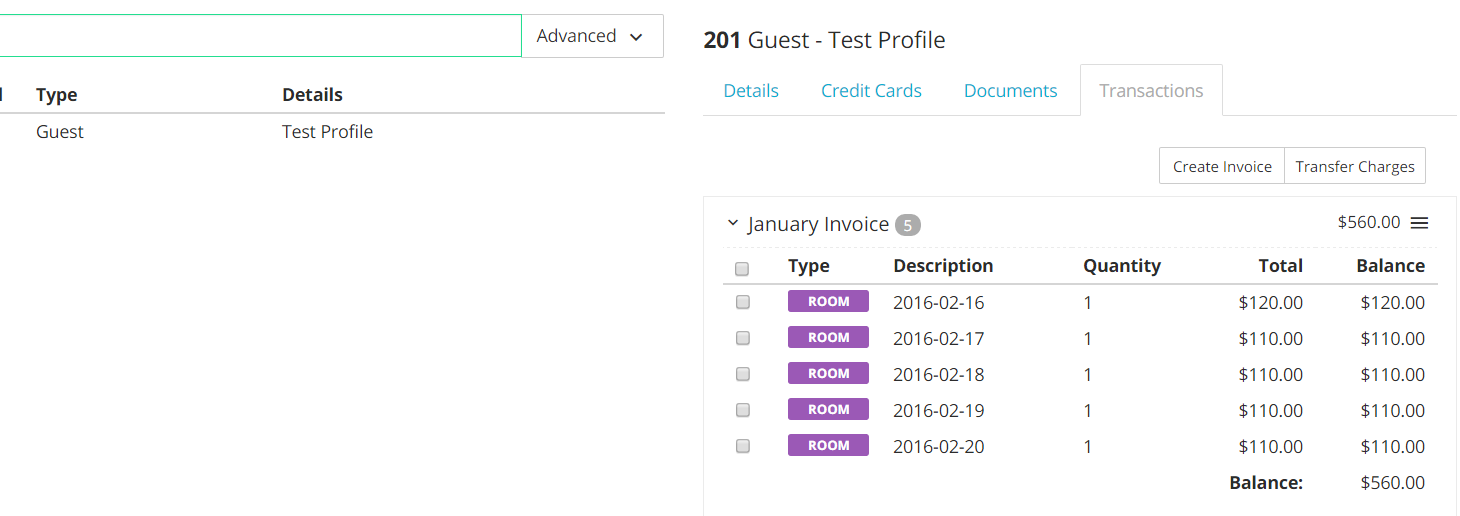 Advanced
Type Details
Guest Test Profile
201 Guest - Test Profile
Details Credit Cards Documents Transactions
Create Invoice Transfer Charges
January Invoice 5 $560.00
Type Description Quantity Total Balance
ROOM 2016-02-16 1 $120.00 $120.00
ROOM 2016-02-17 1 $110.00 $110.00
ROOM 2016-02-18 1 $110.00 $110.00
ROOM 2016-02-19 1 $110.00 $110.00
ROOM 2016-02-20 1 $110.00 $110.00
Balance: $560.00